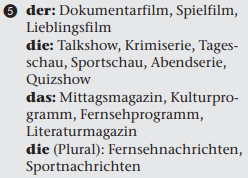 5 der: Dokumentarfilm, Spielfilm,
Lieblingsfilm
die: Talkshow, Krimiserie, Tages-
schau, Sportschau, Abendserie,
Quizshow
das: Mittagsmagazin, Kulturpro-
gramm, Fernsehprogramm,
Literaturmagazin
die (Plural): Fernsehnachrichten,
Sportnachrichten